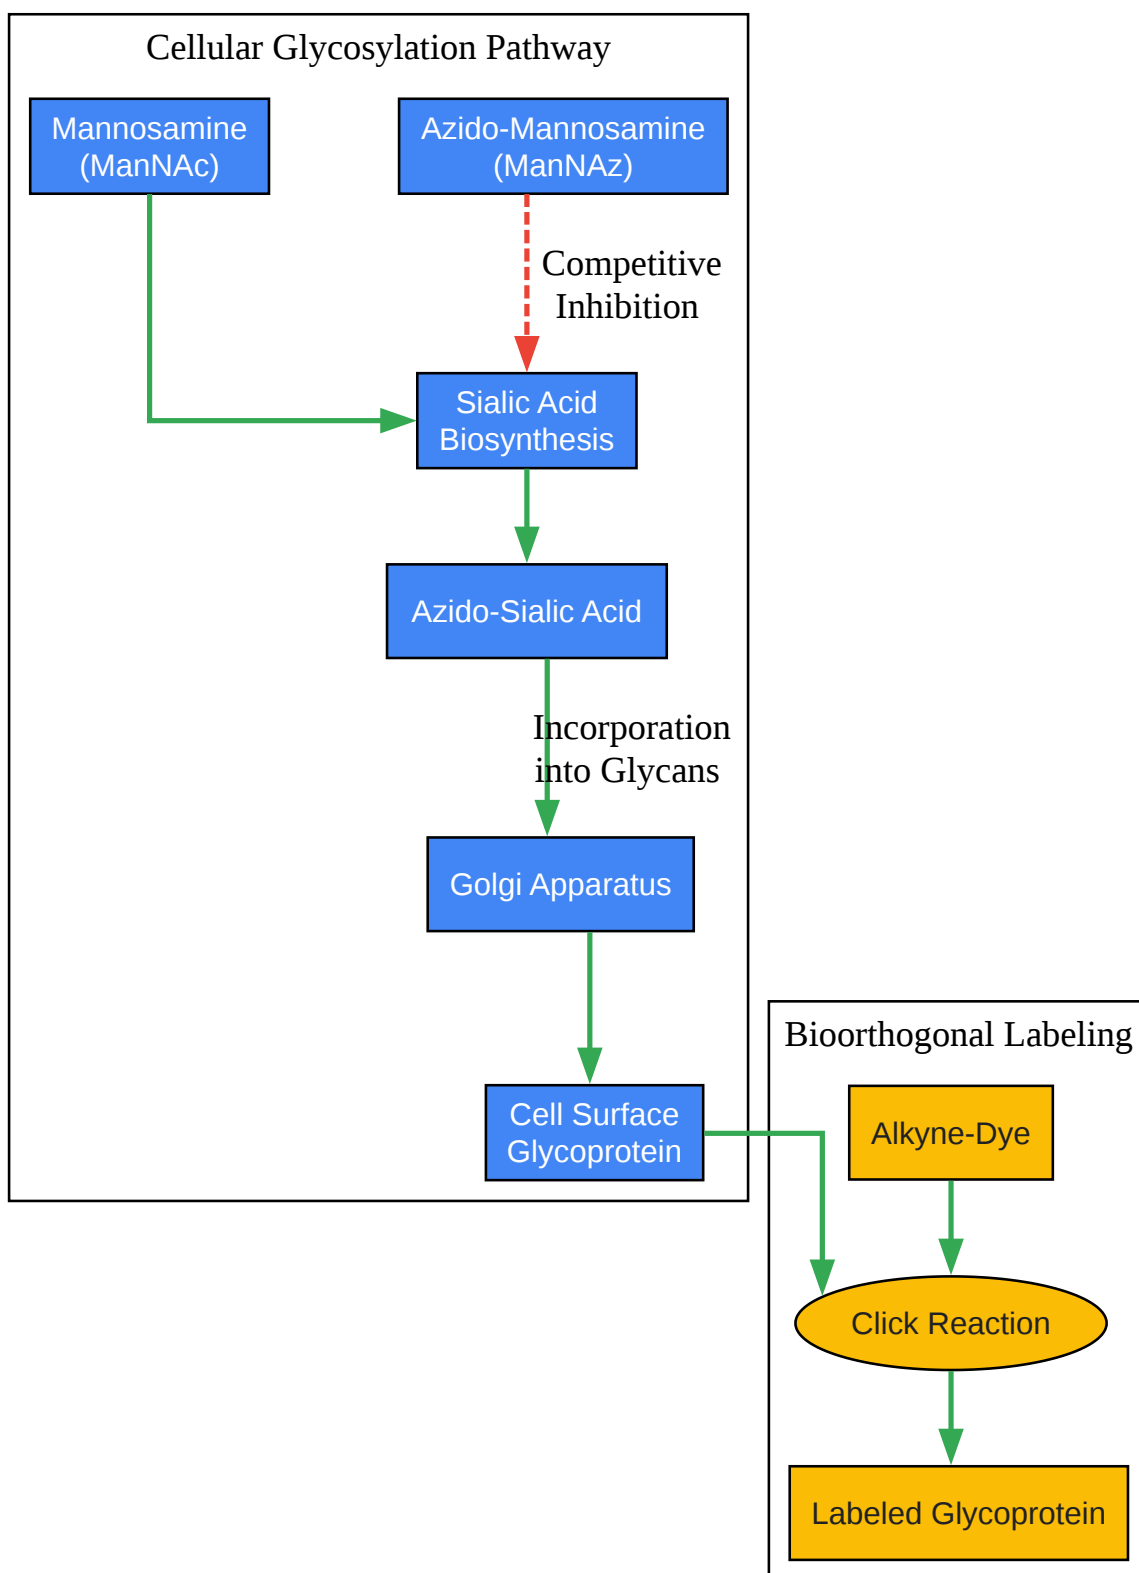 Cellular Glycosylation Pathway
Mannosamine
(ManNAc)
Azido-Mannosamine
(ManNAz)
Competitive
Inhibition
Sialic Acid
Biosynthesis
Azido-Sialic Acid
Incorporation
into Glycans
Golgi Apparatus
Cell Surface
Glycoprotein
Bioorthogonal Labeling
Alkyne-Dye
Click Reaction
Labeled Glycoprotein